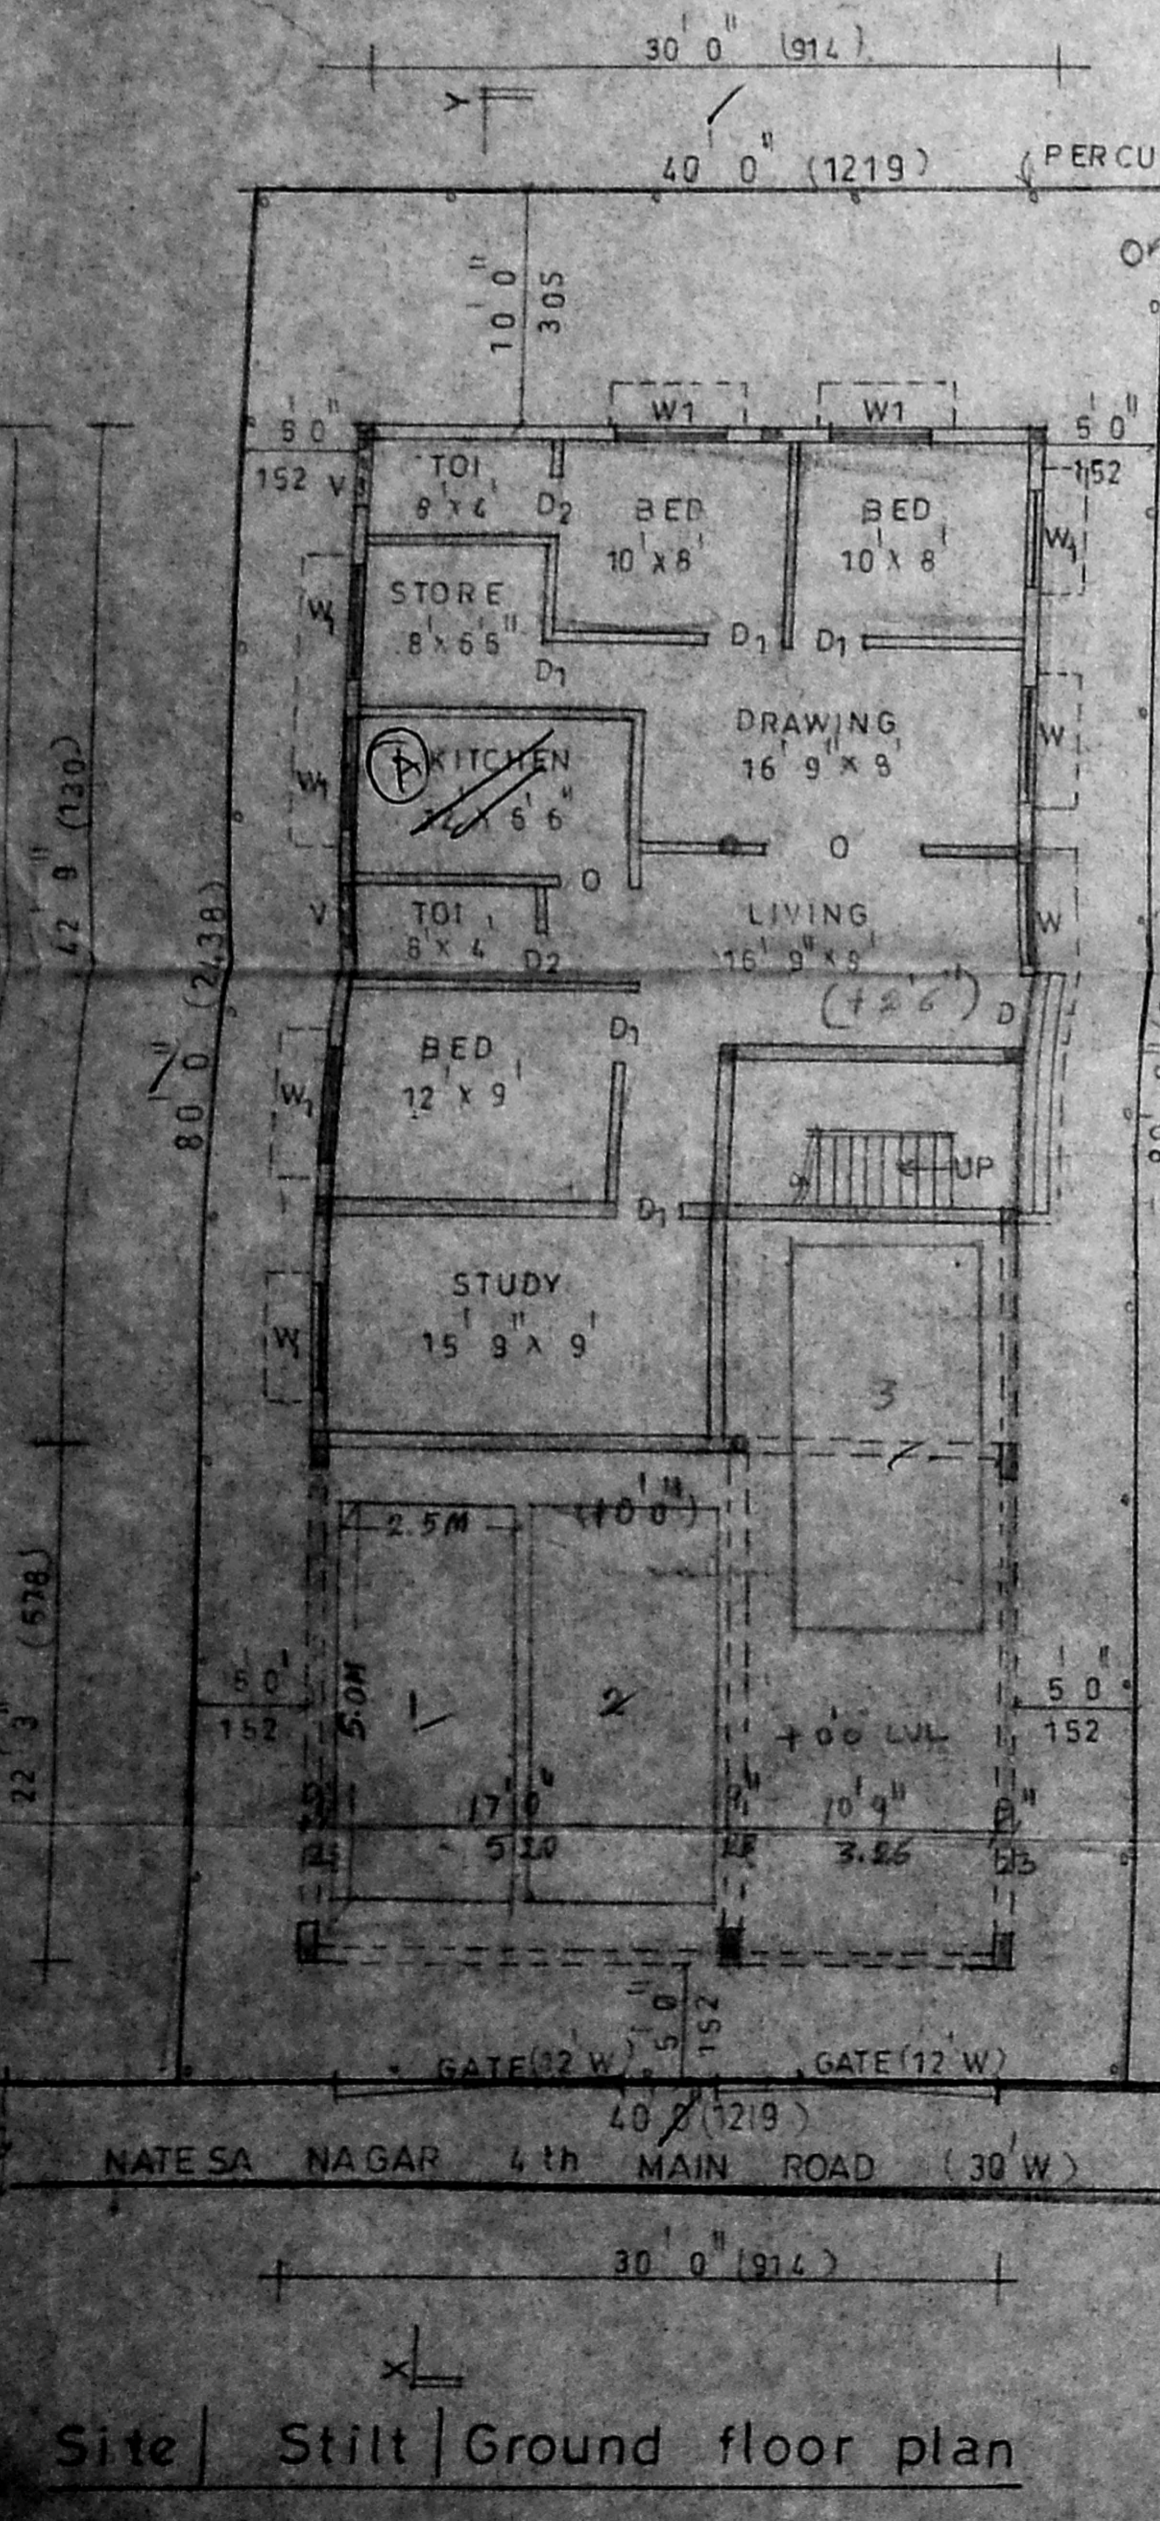 30' 0" (914)
Y
40' 0" (1219)
PERCU
10' 0"
305
W1
W1
5' 0"
152
V
5' 0"
152
TOI
8' x 4'
D2
BED
10' x 8'
BED
10' x 8'
W1
W1
STORE
8' x 6' 6"
D1
D1
D1
DRAWING
16' 9" x 8'
W
KITCHEN
6' 6"
W1
O
O
42' 9" (130)
V
TOI
8' x 4'
D2
LIVING
16' 9" x 8'
W
(+2'6")
D
80' 0" (2438)
BED
12' x 9'
D1
W1
UP
D1
STUDY
15' 9" x 9'
W1
3
(+0'0")
2.5M
5.0M
22' 3" (678)
5' 0"
152
1
2
+0'0" LVL
5' 0"
152
17' 0"
10' 9"
3.26
5' 0"
152
GATE (12' W)
GATE (12' W)
40' 0" (1219)
NATESA NAGAR 4th MAIN ROAD (30' W)
30' 0" (914)
X
Site/ Stilt/ Ground floor plan